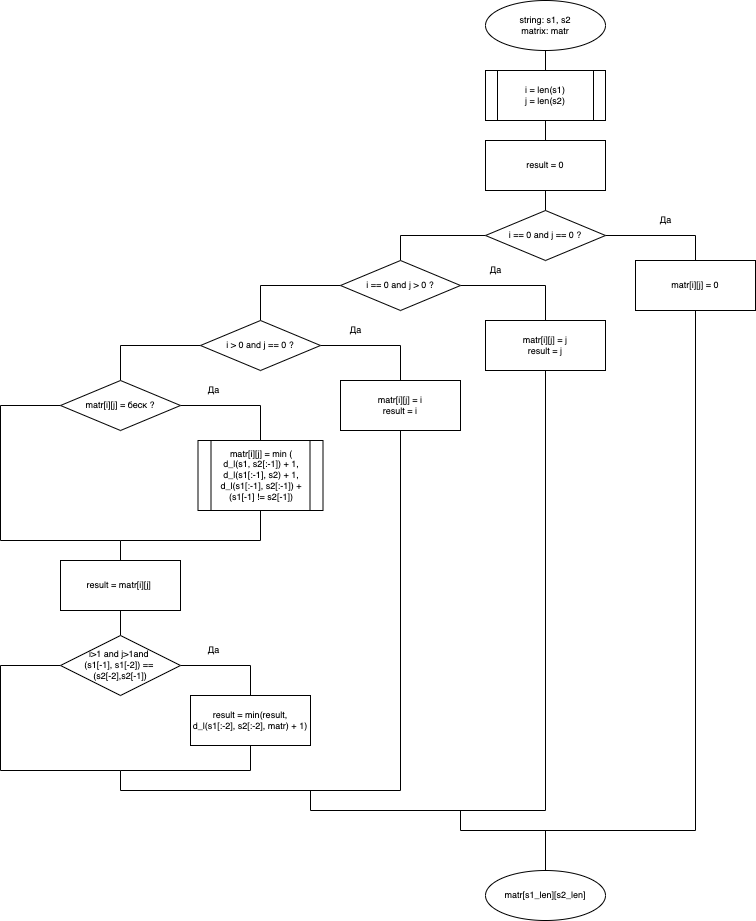 string: s1, s2
matrix: matr
i = len(s1)
j = len(s2)
result = 0
i == 0 and j == 0 ?
Да
matr[i][j] = 0
i == 0 and j > 0 ?
Да
matr[i][j] = j
result = j
i > 0 and j == 0 ?
Да
matr[i][j] = i
result = i
matr[i][j] = беск ?
Да
matr[i][j] = min (
d_l(s1, s2[:-1]) + 1,
d_l(s1[:-1], s2) + 1,
d_l(s1[:-1], s2[:-1]) +
(s1[-1] != s2[-1])
result = matr[i][j]
i>1 and j>1and
(s1[-1], s1[-2]) ==
(s2[-2],s2[-1])
Да
result = min(result,
d_l(s1[:-2], s2[:-2], matr) + 1)
matr[s1_len][s2_len]